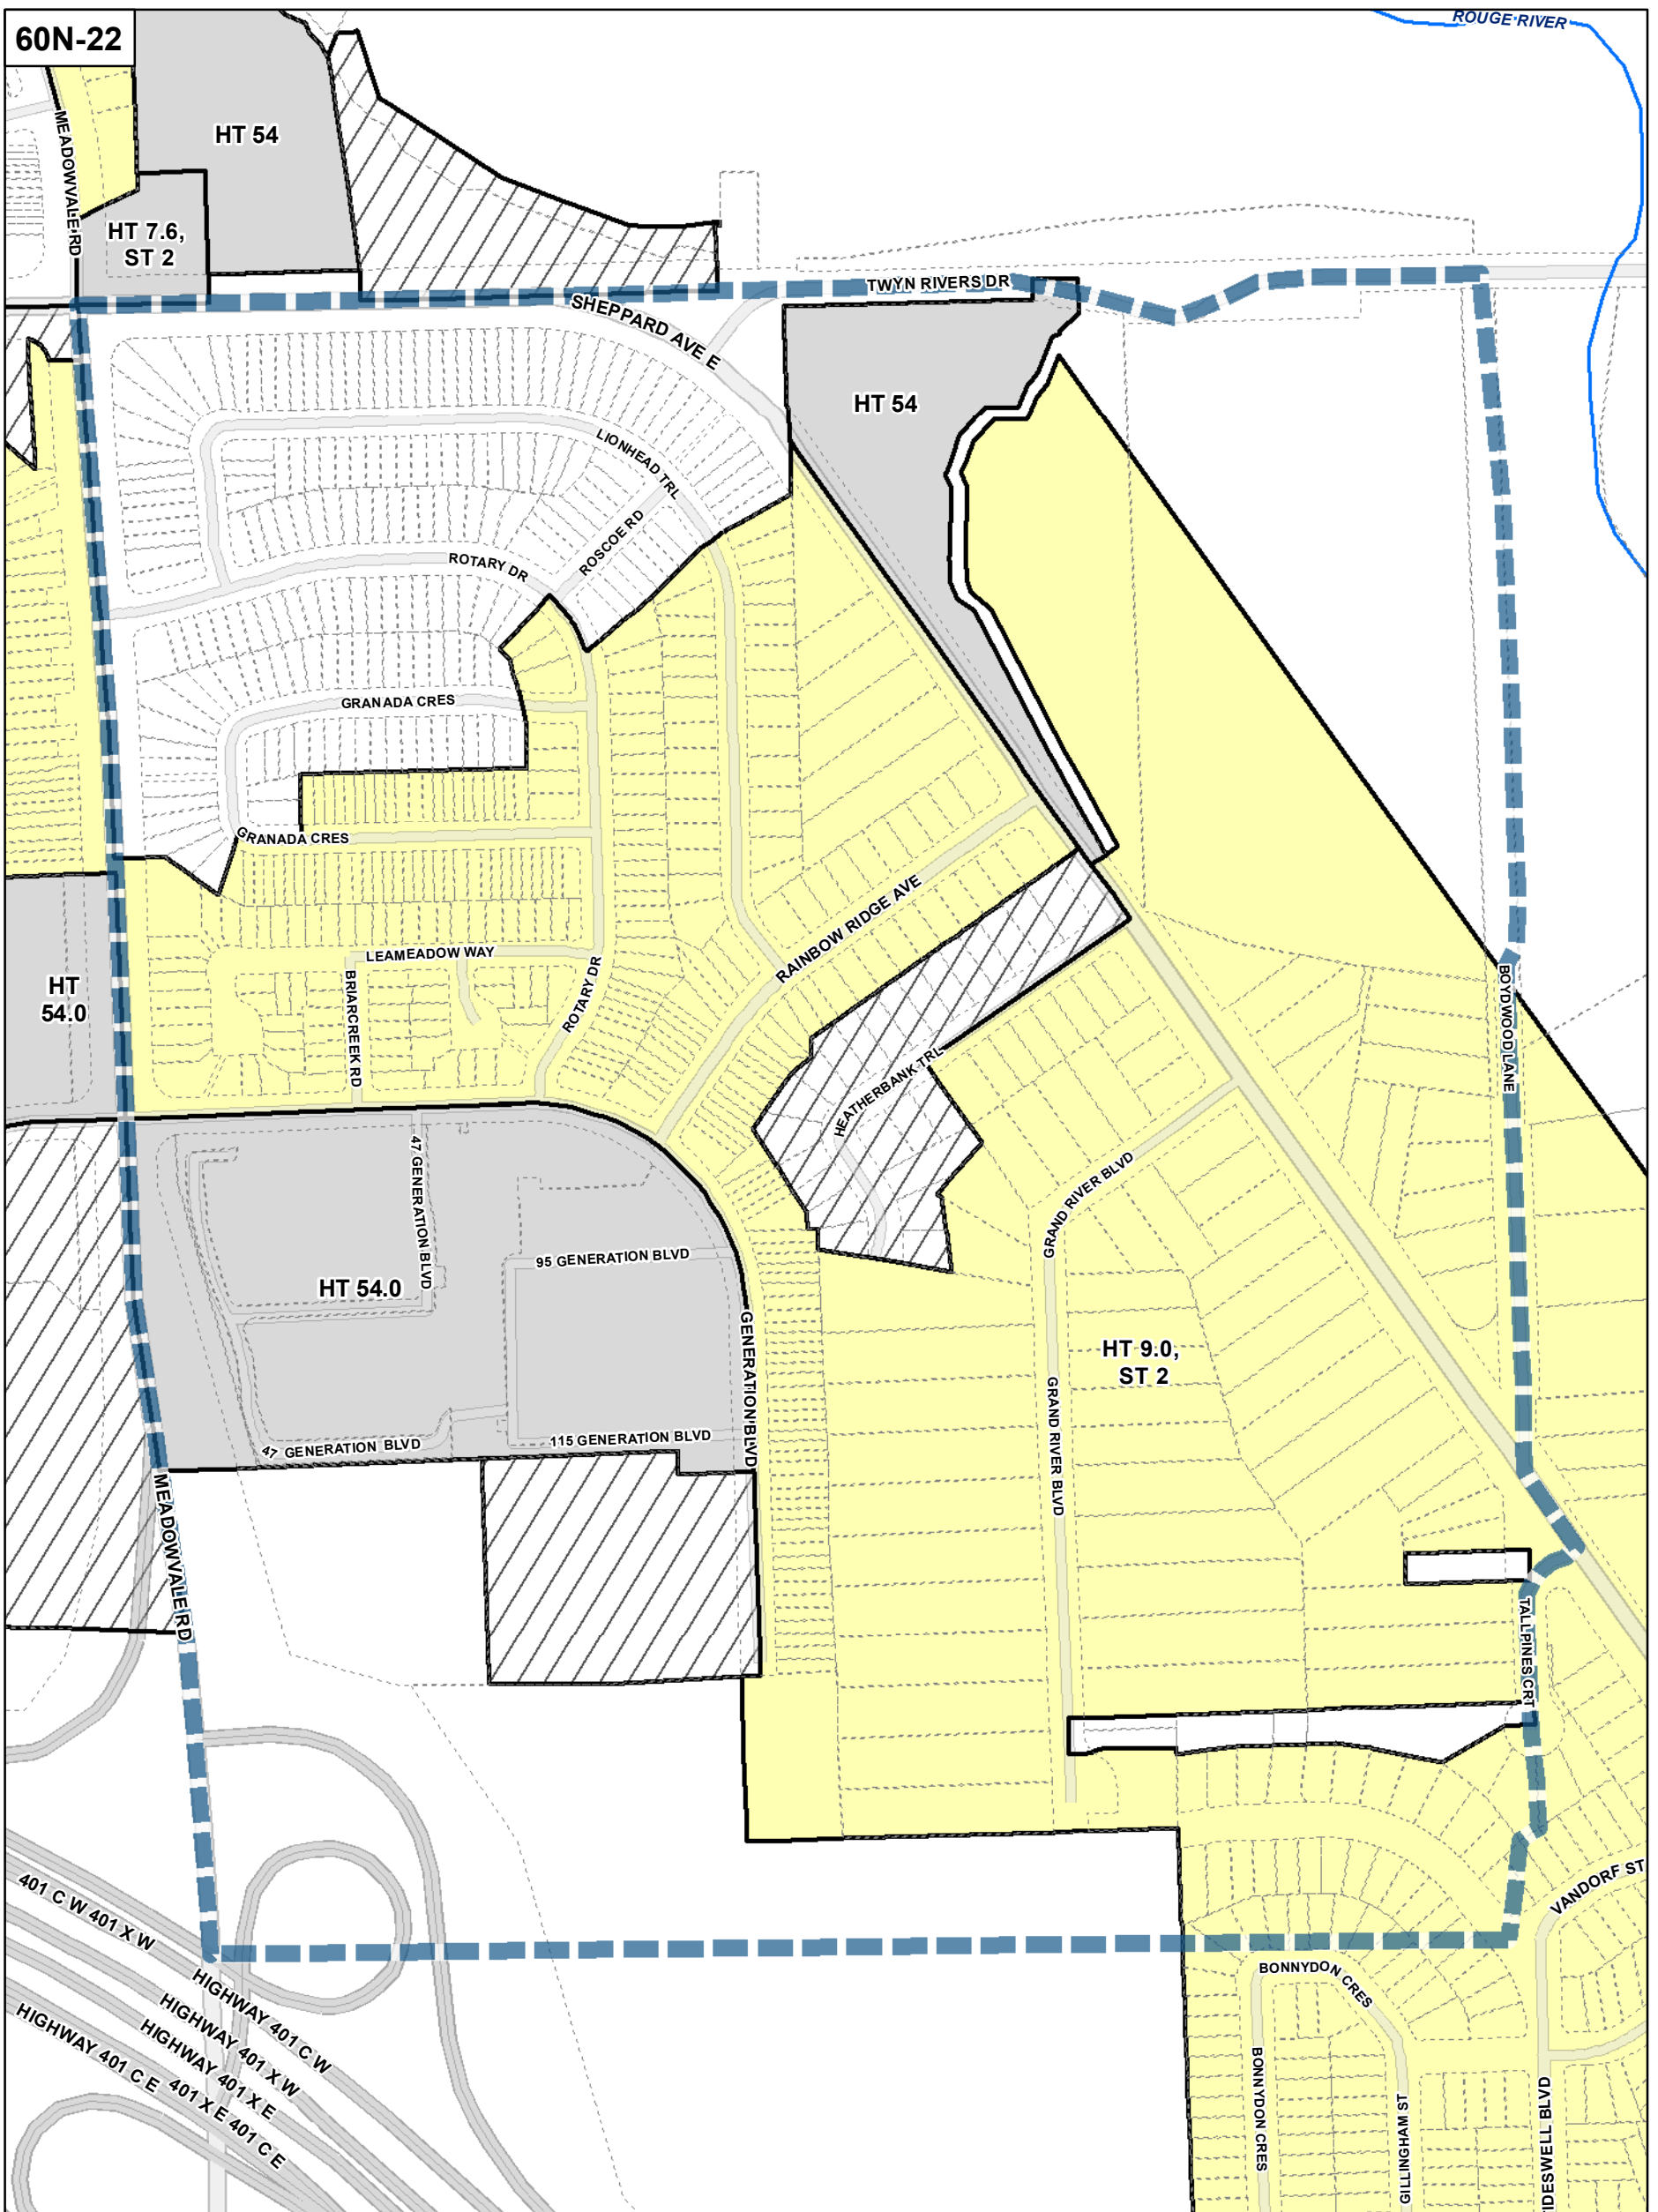 60N-22
ROUGE RIVER
HT 54
MEADOWVALE RD
HT 7.6,
ST 2
TWYN RIVERS DR
SHEPPARD AVE E
HT 54
LIONHEAD TRL
ROSCOE RD
ROTARY DR
GRANADA CRES
GRANADA CRES
RAINBOW RIDGE AVE
LEAMEADOW WAY
BRIARCREEK RD
ROTARY DR
HT
54.0
BOYDWOOD LANE
HEATHERBANK TRL
47 GENERATION BLVD
GRAND RIVER BLVD
95 GENERATION BLVD
HT 54.0
GENERATION BLVD
HT 9.0,
ST 2
GRAND RIVER BLVD
47 GENERATION BLVD
115 GENERATION BLVD
MEADOWVALE RD
TALL PINES CRT
VANDORF ST
401 C W 401 X W
BONNYDON CRES
HIGHWAY 401 C W
HIGHWAY 401 X W
HIGHWAY 401 X E
HIGHWAY 401 C E
401 X E 401 C E
BONNYDON CRES
GILLINGHAM ST
IDESWELL BLVD